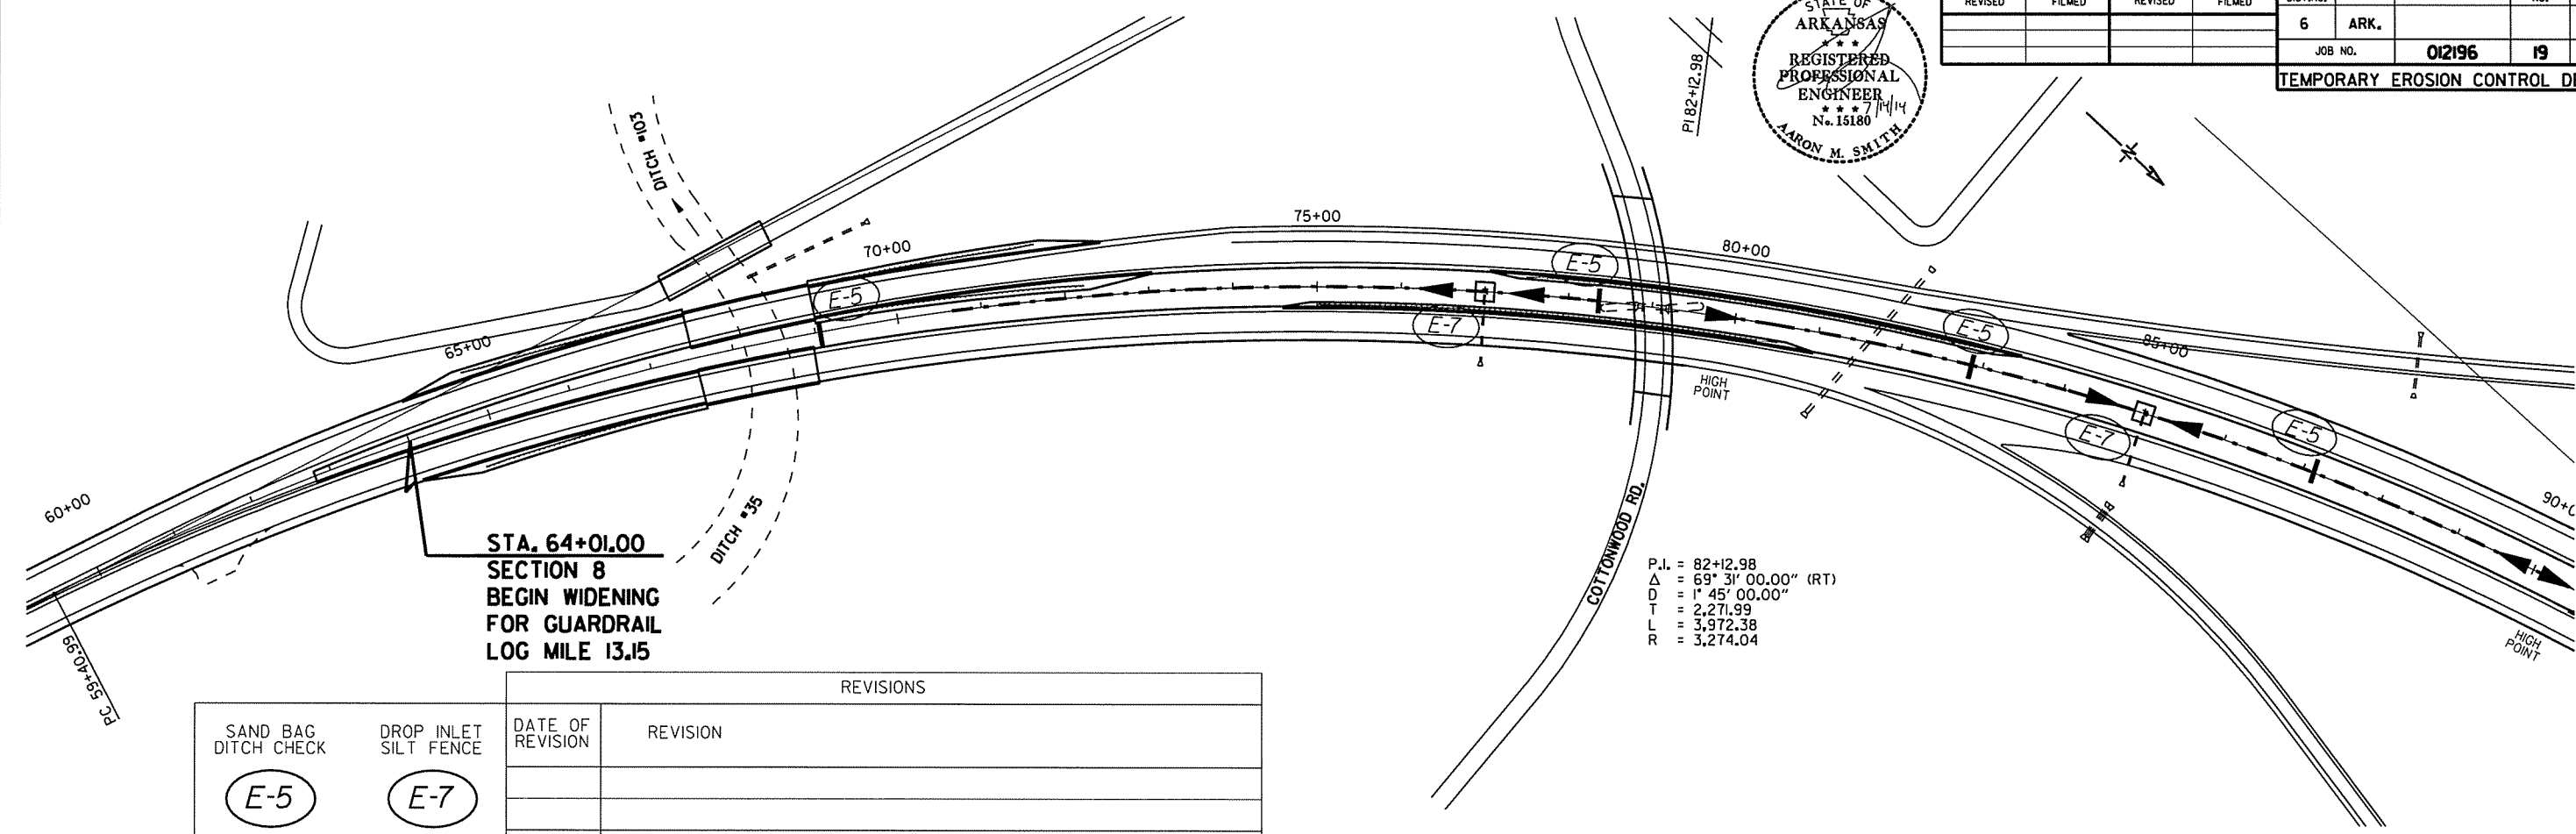 STATE OF
ARKANSAS
★ ★ ★
REGISTERED
PROFESSIONAL
ENGINEER
★ ★ ★ 7/14/14
No. 15180
AARON M. SMITH
REVISED FILMED REVISED FILMED
6 ARK.
JOB NO. 012196 19
TEMPORARY EROSION CONTROL
PI 82+12.98
N
DITCH #103
60+00
65+00
70+00
75+00
80+00
85+00
E-5
E-5
E-5
E-5
E-7
E-7
HIGH
POINT
HIGH
POINT
DITCH #35
COTTONWOOD RD.
PC 59+40.99
STA. 64+01.00
SECTION 8
BEGIN WIDENING
FOR GUARDRAIL
LOG MILE 13.15
P.I. = 82+12.98
Δ = 69° 31' 00.00" (RT)
D = 1° 45' 00.00"
T = 2,271.99
L = 3,972.38
R = 3,274.04
REVISIONS
DATE OF
REVISION
REVISION
SAND BAG
DITCH CHECK
DROP INLET
SILT FENCE
E-5
E-7